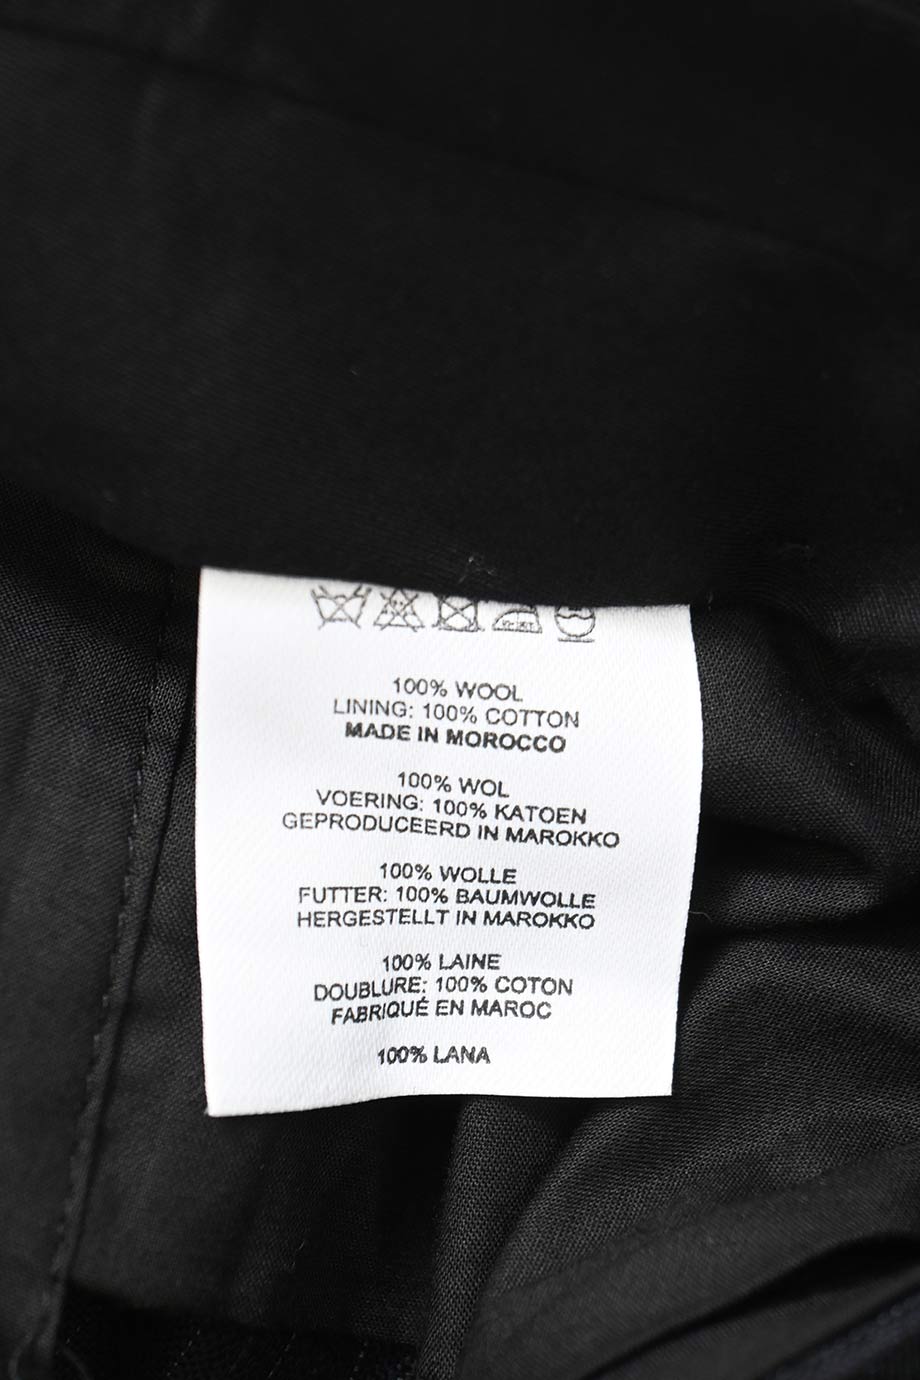 100% WOOL
LINING: 100% COTTON
MADE IN MOROCCO
100% WOL
VOERING: 100% KATOEN
GEPRODUCEERD IN MAROKKO
100% WOLLE
FUTTER: 100% BAUMWOLLE
HERGESTELLT IN MAROKKO
100% LAINE
DOUBLURE: 100% COTON
FABRIQUÉ EN MAROC
100% LANA